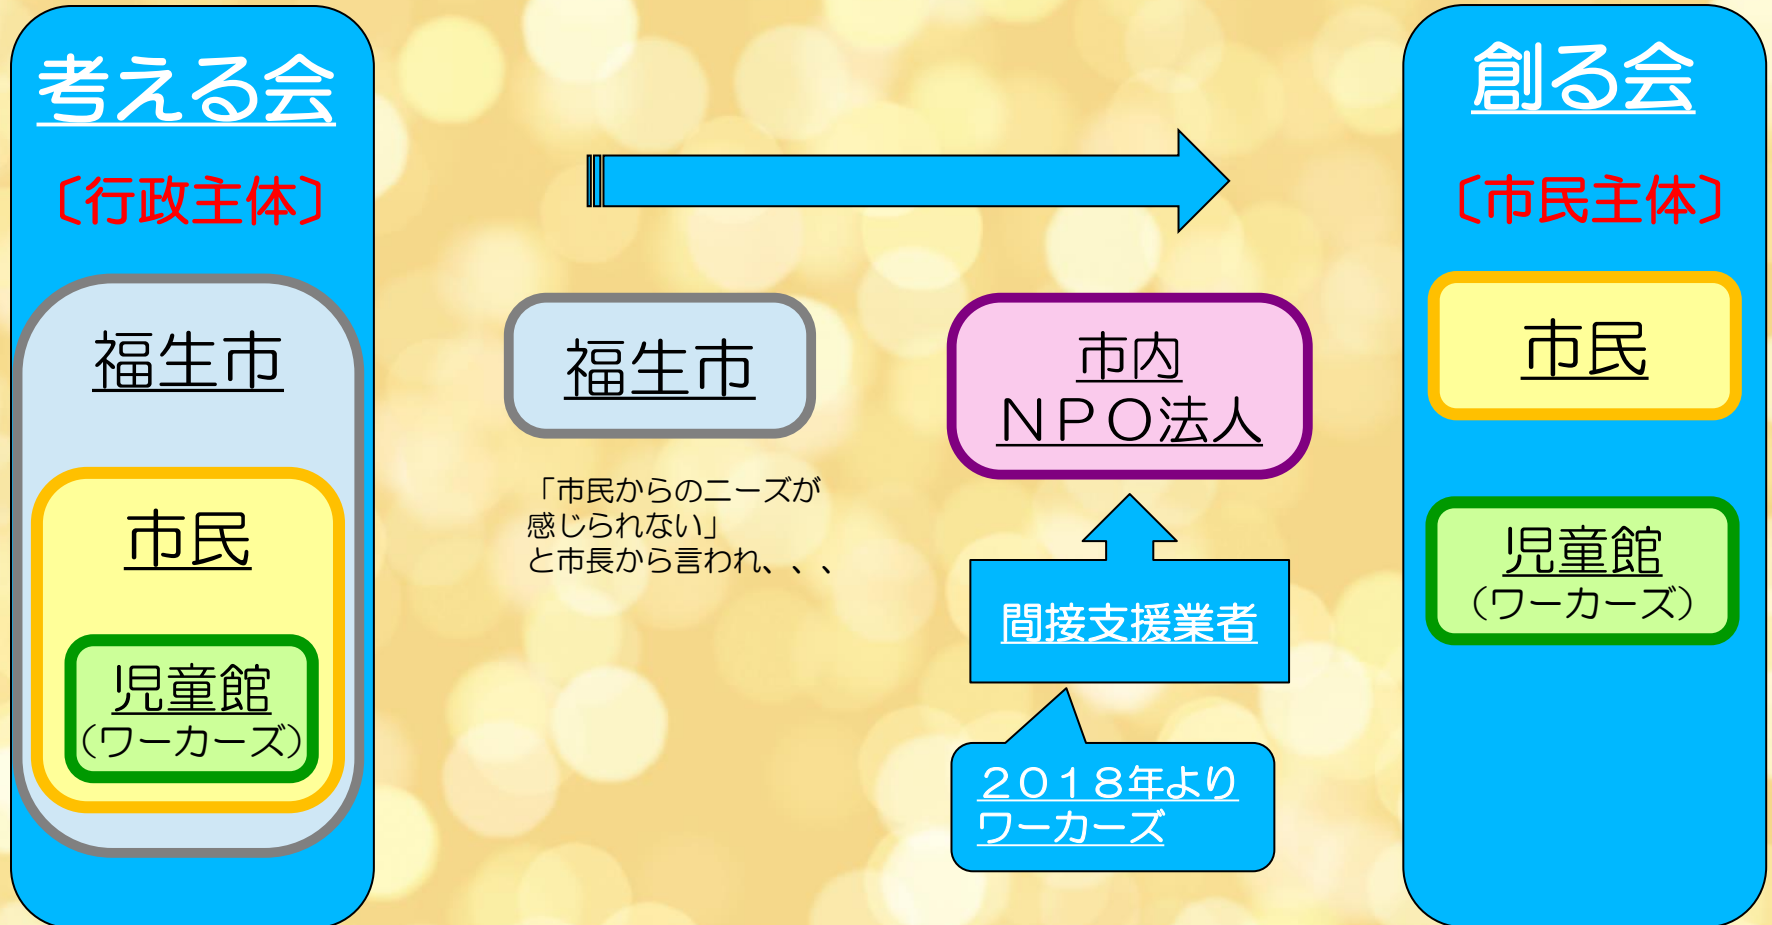 考える会
〔行政主体〕
福生市
市民
児童館
（ワーカーズ）
福生市
「市民からのニーズが
感じられない」
と市長から言われ、、、
市内
ＮＰＯ法人
間接支援業者
２０１８年より
ワーカーズ
創る会
〔市民主体〕
市民
児童館
（ワーカーズ）